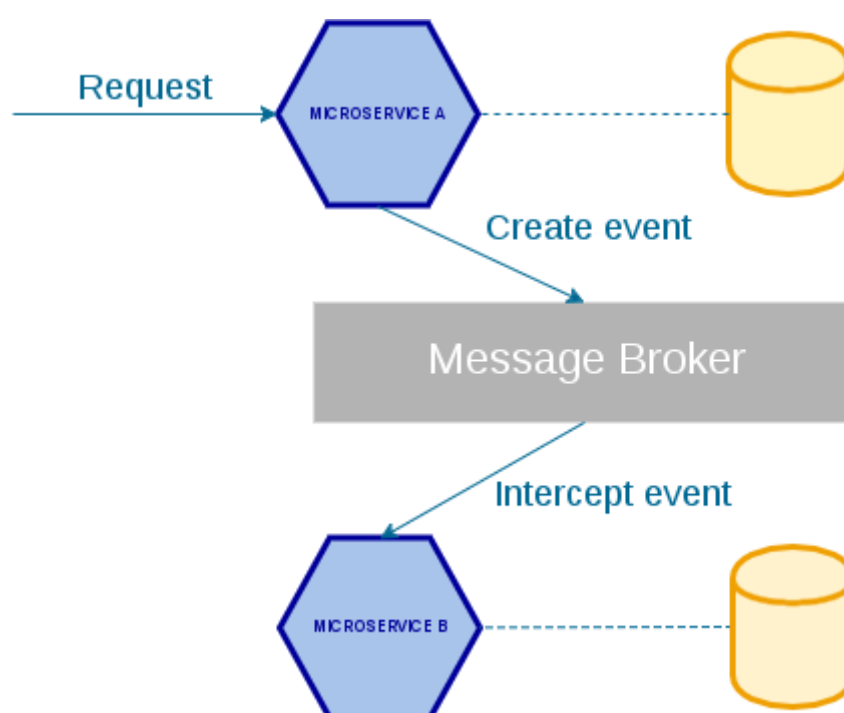 Request
MICROSERVICE A
Create event
Message Broker
Intercept event
MICROSERVICE B